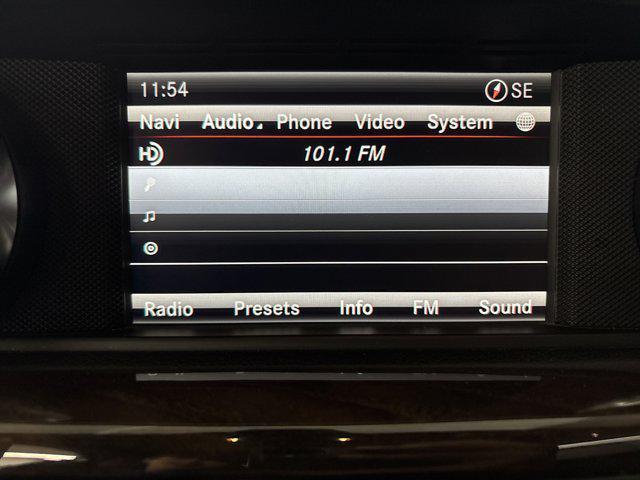 11:54 SE
Navi Audio Phone Video System
HD 101.1 FM
Radio Presets Info FM Sound